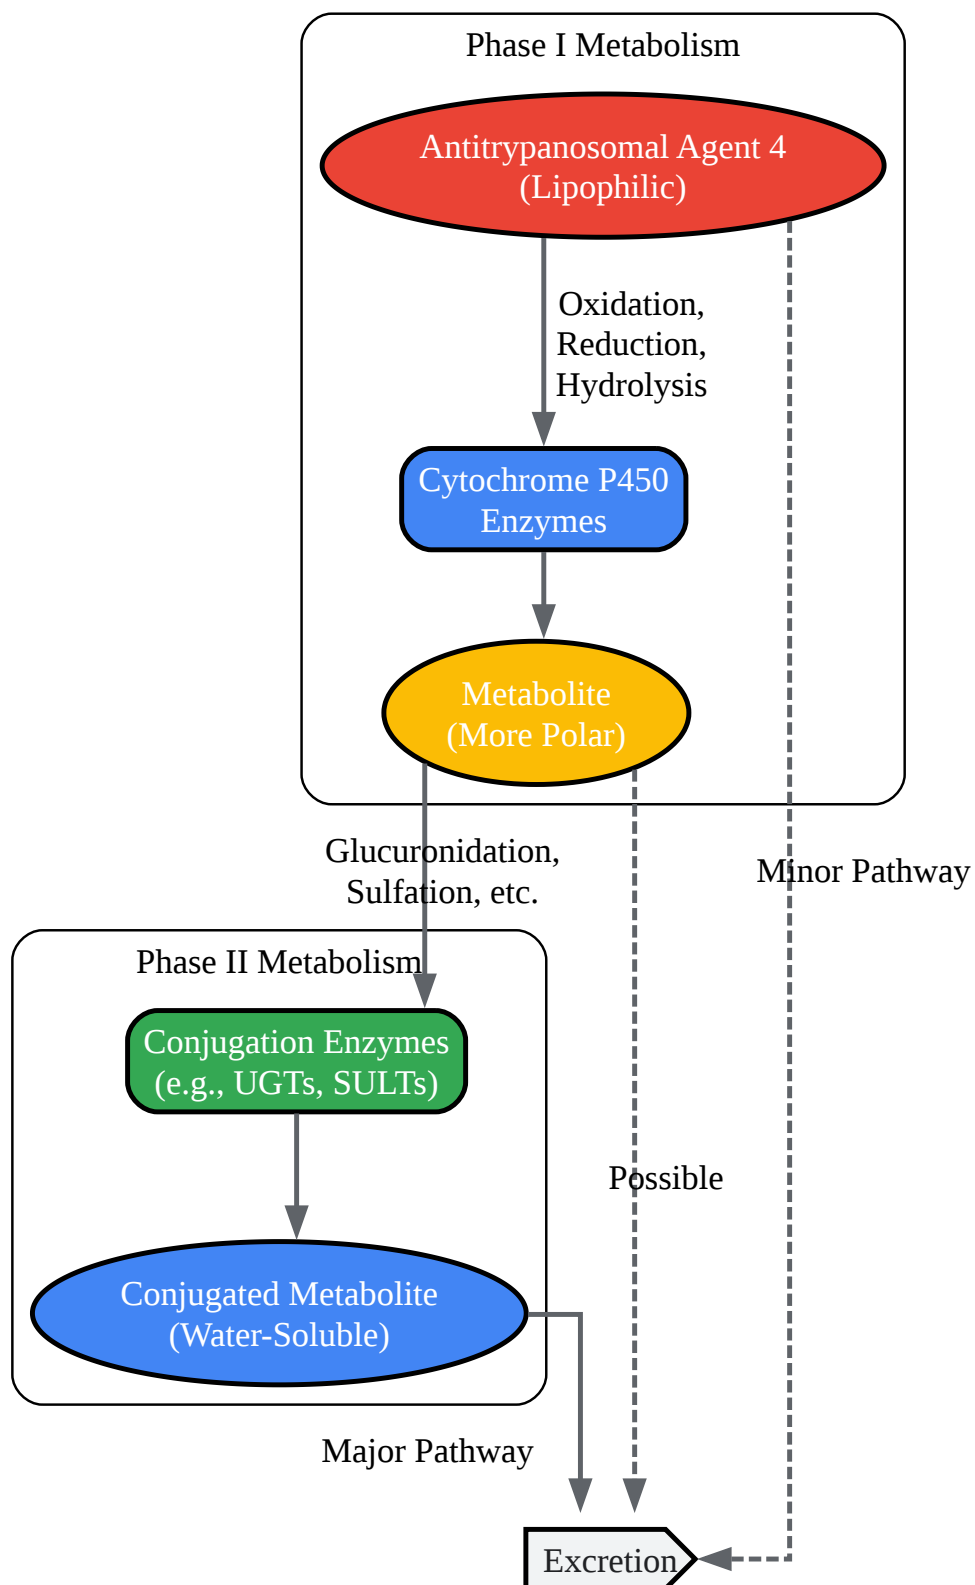 Phase I Metabolism
Antitrypanosomal Agent 4
(Lipophilic)
Oxidation,
Reduction,
Hydrolysis
Cytochrome P450
Enzymes
Metabolite
(More Polar)
Glucuronidation,
Sulfation, etc.
Minor Pathway
Phase II Metabolism
Conjugation Enzymes
(e.g., UGTs, SULTs)
Possible
Conjugated Metabolite
(Water-Soluble)
Major Pathway
Excretion